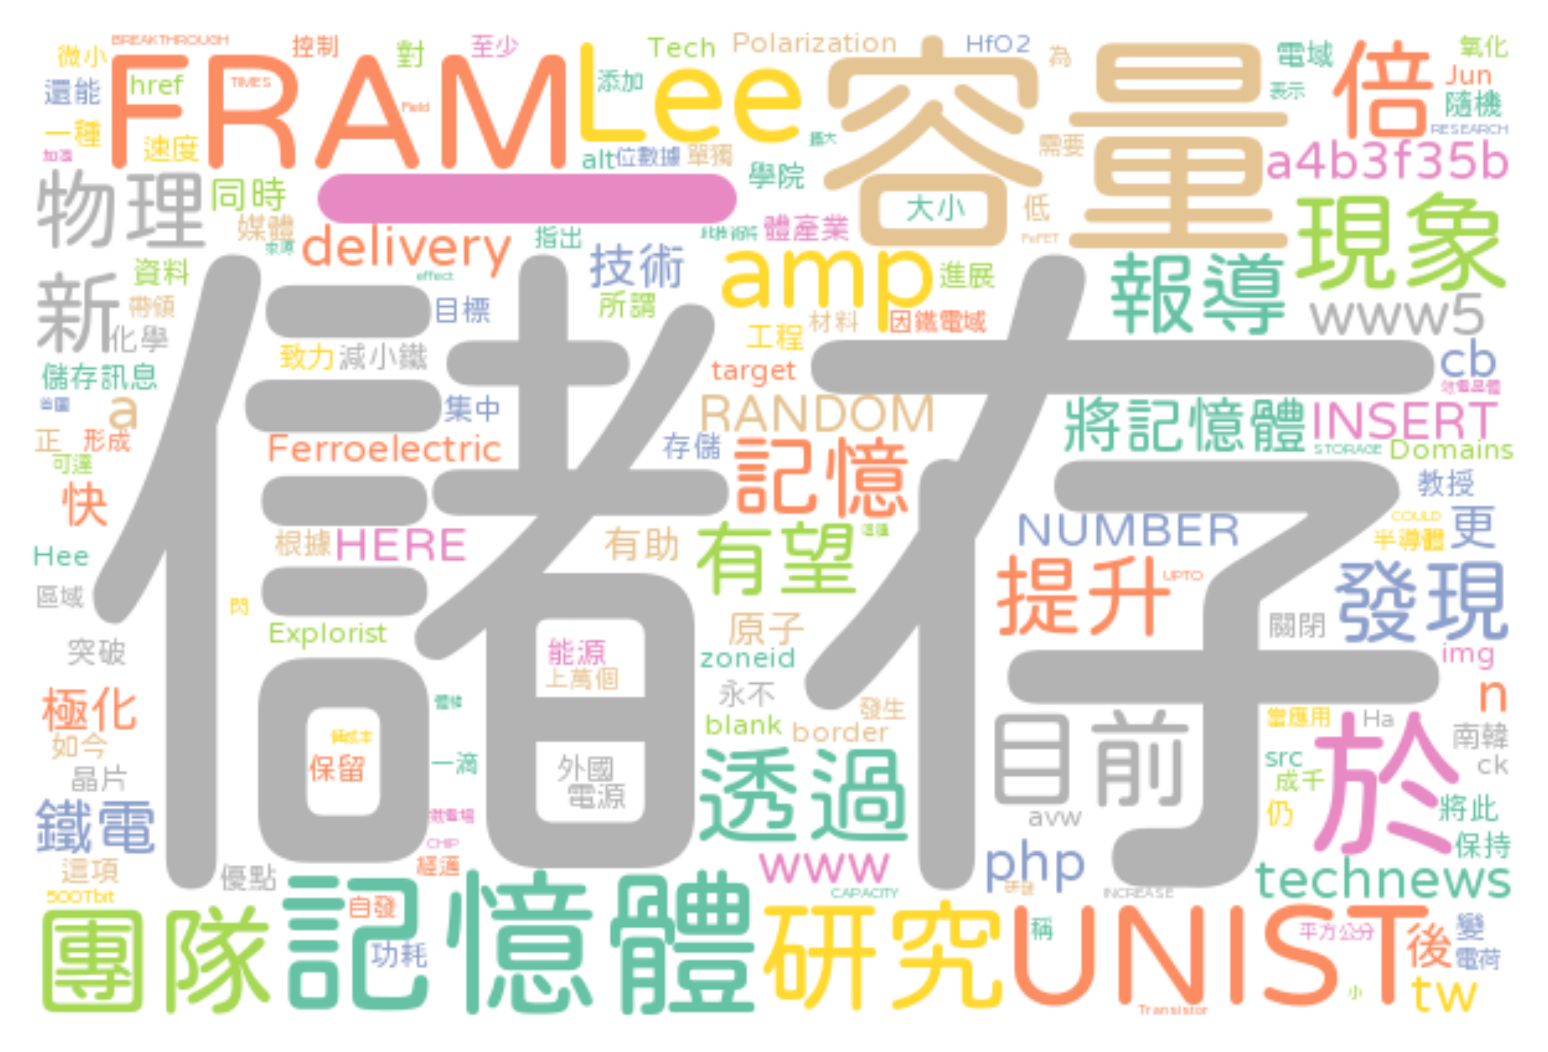 BREAKTHROUGH
控制
對
至少
Tech
Polarization
HfO2
為
電域
氧化
微小
還能
href
FRAM
TIMES
Field
Lee
添加
容量
倍
Jun
表示
隨機
一種
速度
RESEARCH
alt
位數據
單獨
需要
a4b3f35b
物理
同時
學院
大小
低
現象
媒體
delivery
指出
體產業
FeFET
effect
技術
amp
進展
報導
新
資料
帶領
目標
所謂
材料
因鐵電域
www5
化學
儲存
致力
減小鐵
工程
cb
儲存訊息
target
a
集中
RANDOM
將記憶體
INSERT
正
形成
Ferroelectric
存儲
記憶
STORAGE
Domains
可達
快
教授
根據
HERE
有助
有望
NUMBER
COULD
半導體
更
Hee
提升
UPTO
發現
區域
閃
Explorist
原子
關閉
突破
能源
上萬個
zoneid
img
極化
永不
n
如今
blank
border
發生
目前
當應用
Ha
於
南韓
晶片
保留
一滴
外國
電源
透過
src
成千
ck
鐵電
avw
仍
將此
CHIP
這項
優點
www
php
technews
保持
500Tbit
CAPACITY
INCREASE
團隊
記憶體
自發
功耗
研究
UNIST
稱
平方公分
後
變
電荷
小
tw
Transistor